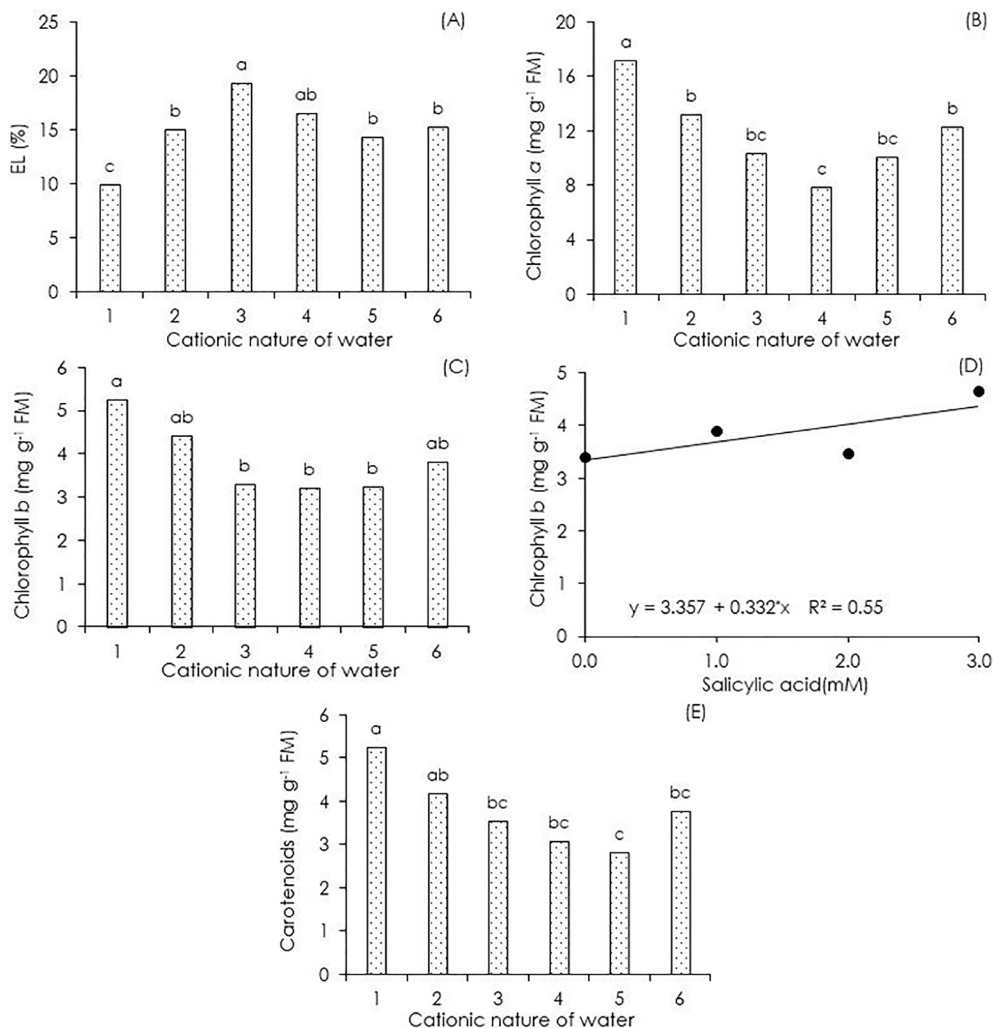 (A)
25
20
15
10
5
0
EL (%)
c
b
a
ab
b
b
1 2 3 4 5 6
Cationic nature of water
(B)
20
16
12
8
4
0
Chlorophyll a (mg g⁻¹ FM)
a
b
bc
c
bc
b
1 2 3 4 5 6
Cationic nature of water
(C)
6
5
4
3
2
1
0
Chlorophyll b (mg g⁻¹ FM)
a
ab
b
b
b
ab
1 2 3 4 5 6
Cationic nature of water
(D)
5
4
3
2
1
0
Chlrophyll b (mg g⁻¹ FM)
y = 3.357 + 0.332*x R² = 0.55
0.0 1.0 2.0 3.0
Salicylic acid(mM)
(E)
6
5
4
3
2
1
0
Carotenoids (mg g⁻¹ FM)
a
ab
bc
bc
c
bc
1 2 3 4 5 6
Cationic nature of water